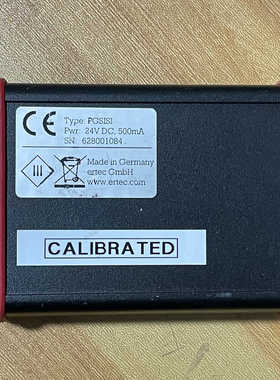 CE
Type: PGSISI
Pwr: 24V DC, 500mA
SN: 628001084
Made in Germany
ertec GmbH
www.ertec.com
CALIBRATED